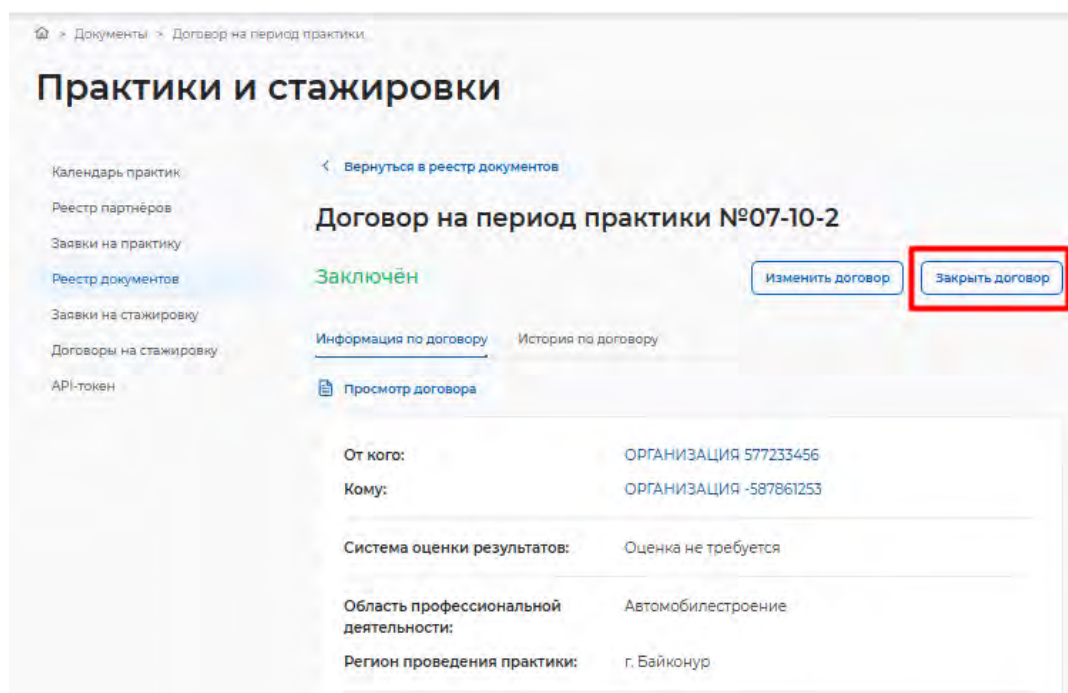 > Документы > Договор на период практики
Практики и стажировки
Календарь практик
Реестр партнёров
Заявки на практику
Реестр документов
Заявки на стажировку
Договоры на стажировку
API-токен
< Вернуться в реестр документов
Договор на период практики №07-10-2
Заключён
Изменить договор
Закрыть договор
Информация по договору История по договору
Просмотр договора
От кого: ОРГАНИЗАЦИЯ 577233456
Кому: ОРГАНИЗАЦИЯ -587861253
Система оценки результатов: Оценка не требуется
Область профессиональной Автомобилестроение
деятельности:
Регион проведения практики: г. Байконур